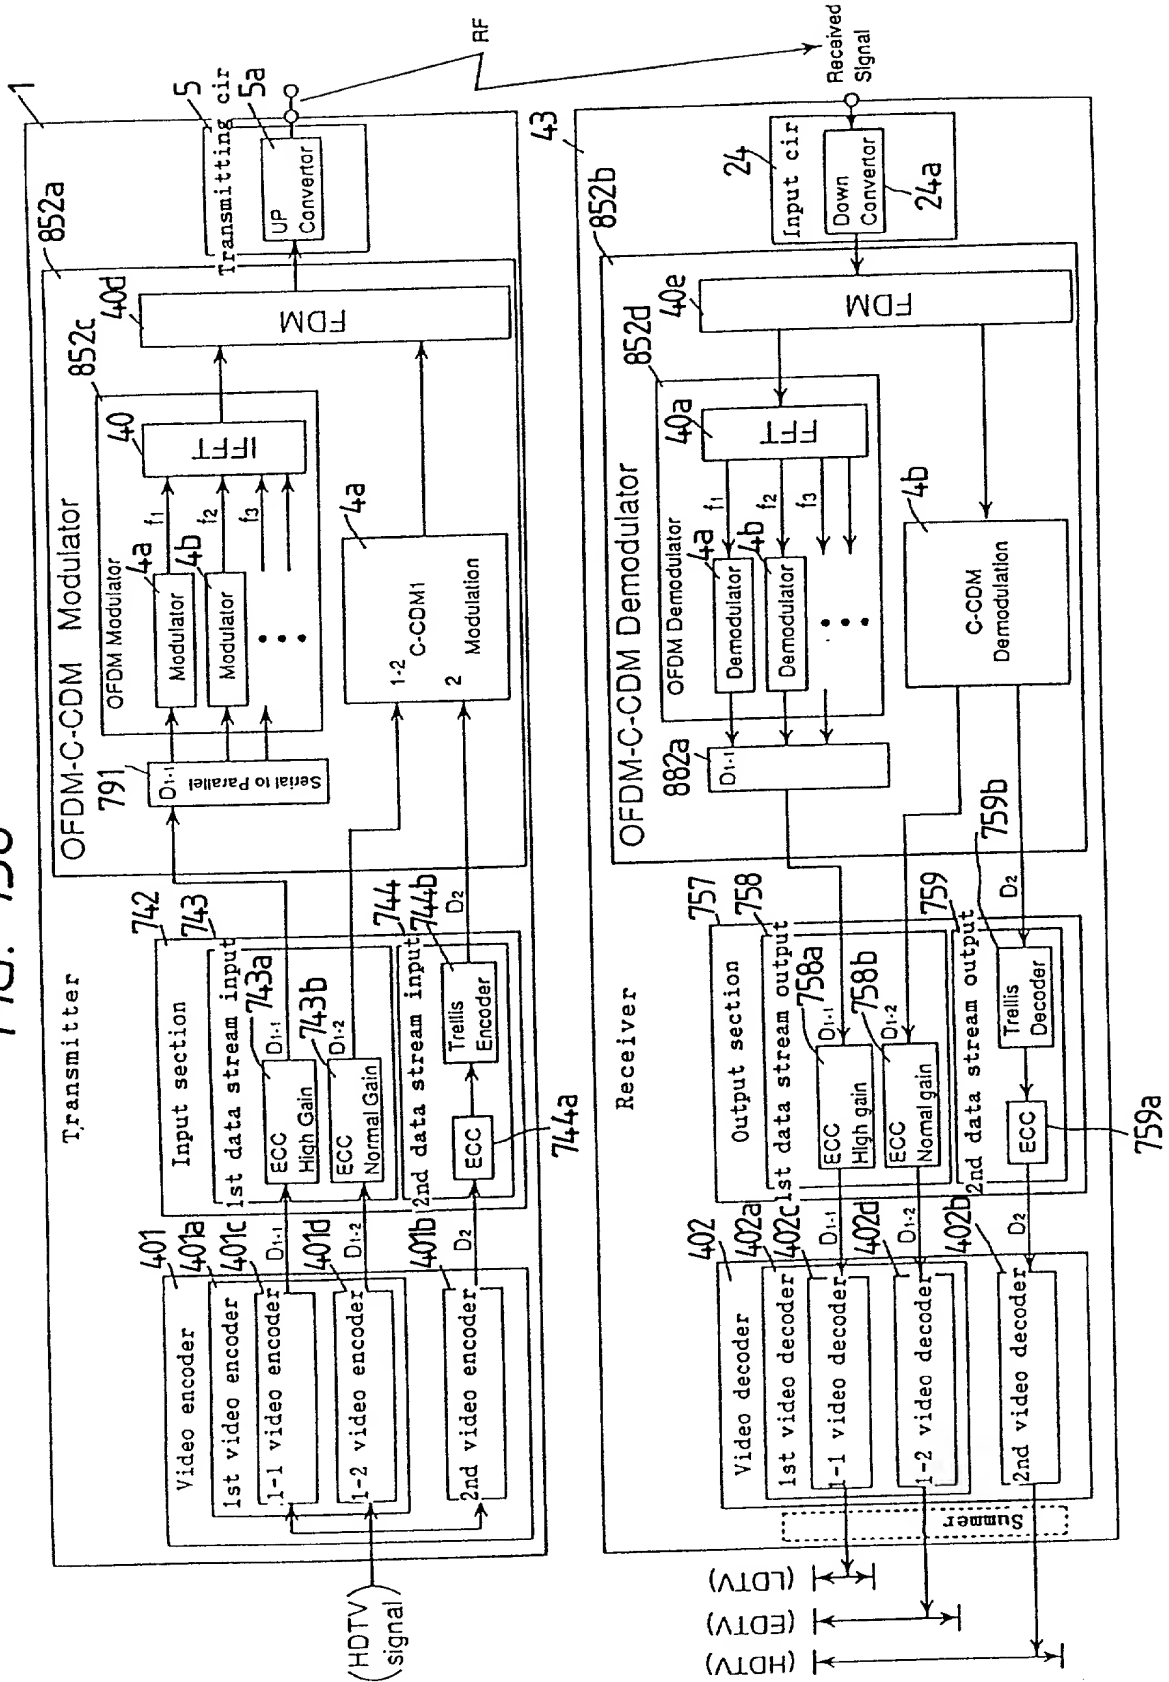 Transmitter
1
401
Video encoder
401a
1st video encoder
401c
1-1 video encoder
401d
1-2 video encoder
401b
2nd video encoder
(HDTV)
(signal)
D1-1
D1-2
D2
742
Input section
743
1st data stream input
743a
ECC
High Gain
D1-1
743b
ECC
Normal Gain
D1-2
744
2nd data stream input
744b
ECC
Trellis
Encoder
744a
D2
852a
OFDM-C-CDM Modulator
791
D1-1
Serial to Parallel
852c
OFDM Modulator
4a
Modulator
f1
4b
Modulator
f2
f3
40
IFFT
4a
1-2
C-CDM1
2
Modulation
40d
FDM
5
Transmitting cir
5a
UP
Convertor
RF
Receiver
43
Received
Signal
24
Input cir
Down
Convertor
24a
852b
OFDM-C-CDM Demodulator
40e
FDM
852d
OFDM Demodulator
40a
FFT
f1
f2
f3
4a
Demodulator
4b
Demodulator
882a
D1-1
4b
C-CDM
Demodulation
757
Output section
758
1st data stream output
758a
D1-1
ECC
High gain
758b
D1-2
ECC
Nomal gain
759
2nd data stream output
759b
D2
Trellis
Decoder
ECC
759a
402
Video decoder
402a
1st video decoder
402c
D1-1
1-1 video decoder
402d
D1-2
1-2 video decoder
402b
D2
2nd video decoder
Summer
(LDTV)
(EDTV)
(HDTV)